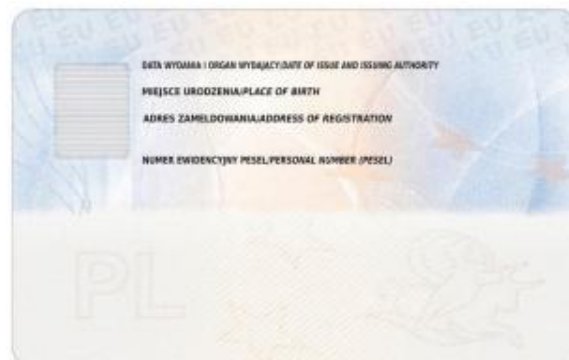 DATA WYDANIA I ORGAN WYDAJĄCY/DATE OF ISSUE AND ISSUING AUTHORITY
MIEJSCE URODZENIA/PLACE OF BIRTH
ADRES ZAMELDOWANIA/ADDRESS OF REGISTRATION
NUMER EWIDENCYJNY PESEL/PERSONAL NUMBER (PESEL)
PL